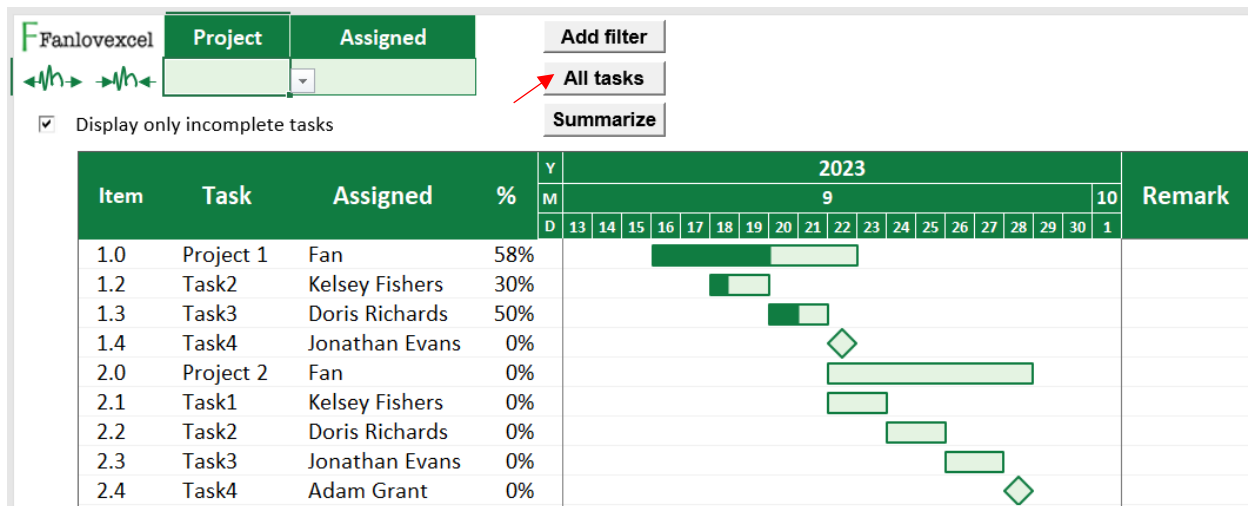 Fanlovexcel Project Assigned Add filter
All tasks
Display only incomplete tasks Summarize
Item Task Assigned % Y 2023 Remark
M 9 10
D 13 14 15 16 17 18 19 20 21 22 23 24 25 26 27 28 29 30 1
1.0 Project 1 Fan 58%
1.2 Task2 Kelsey Fishers 30%
1.3 Task3 Doris Richards 50%
1.4 Task4 Jonathan Evans 0%
2.0 Project 2 Fan 0%
2.1 Task1 Kelsey Fishers 0%
2.2 Task2 Doris Richards 0%
2.3 Task3 Jonathan Evans 0%
2.4 Task4 Adam Grant 0%